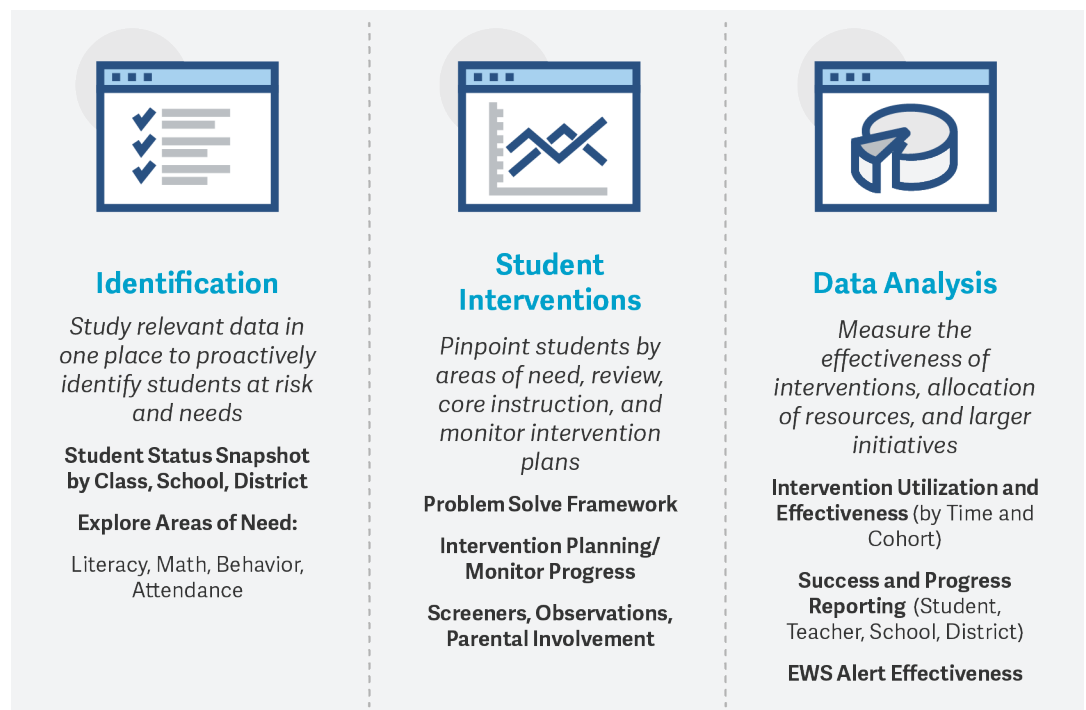 Identification
Study relevant data in
one place to proactively
identify students at risk
and needs
Student Status Snapshot
by Class, School, District
Explore Areas of Need:
Literacy, Math, Behavior,
Attendance
Student
Interventions
Pinpoint students by
areas of need, review,
core instruction, and
monitor intervention
plans
Problem Solve Framework
Intervention Planning/
Monitor Progress
Screeners, Observations,
Parental Involvement
Data Analysis
Measure the
effectiveness of
interventions, allocation
of resources, and larger
initiatives
Intervention Utilization and
Effectiveness (by Time and
Cohort)
Success and Progress
Reporting (Student,
Teacher, School, District)
EWS Alert Effectiveness